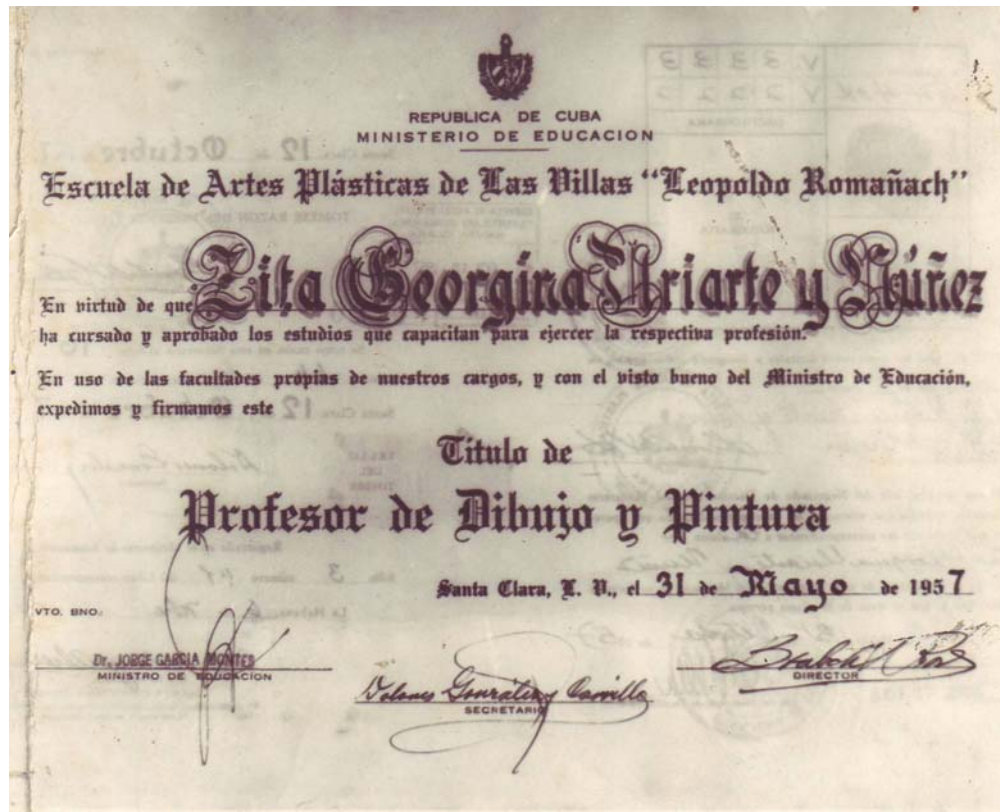 REPUBLICA DE CUBA
MINISTERIO DE EDUCACION
Escuela de Artes Plásticas de Las Villas "Leopoldo Romañach"
En virtud de que Zita Georgina Uriarte y Núñez
ha cursado y aprobado los estudios que capacitan para ejercer la respectiva profesión.
En uso de las facultades propias de nuestros cargos, y con el visto bueno del Ministro de Educación,
expedimos y firmamos este
Título de
Profesor de Dibujo y Pintura
Santa Clara, L. V., el 31 de Mayo de 1957
VTO. BNO.
Dr. JORGE GARCIA MONTES
MINISTRO DE EDUCACION
Dolores González
SECRETARIO
DIRECTOR